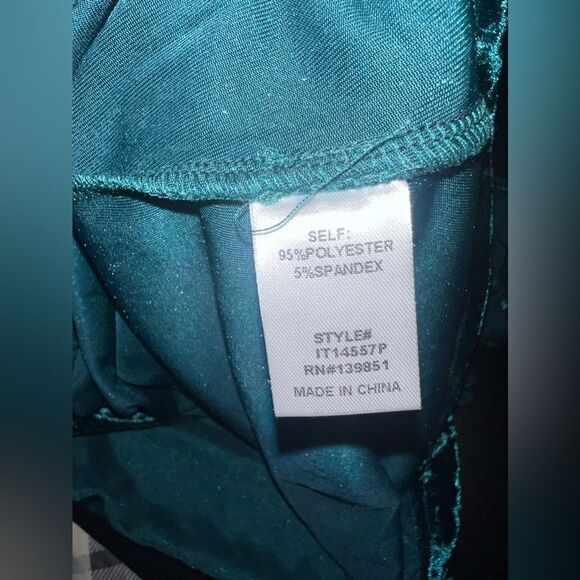 SELF:
95%POLYESTER
5%SPANDEX
STYLE#
IT14557P
RN#139851
MADE IN CHINA